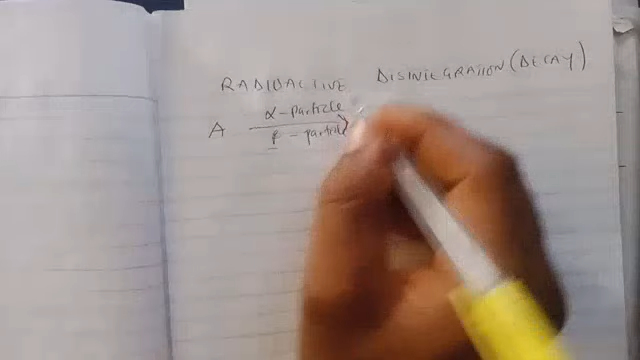 RADIOACTIVE DISINTEGRATION (DECAY)
α-particle
A
β-particle